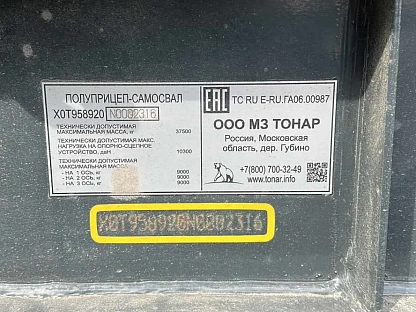 ПОЛУПРИЦЕП-САМОСВАЛ
X0T958920 N0002316
ТЕХНИЧЕСКИ ДОПУСТИМАЯ
МАКСИМАЛЬНАЯ МАССА, КГ 37500
ТЕХНИЧЕСКИ ДОПУСТИМАЯ МАКС.
НАГРУЗКА НА ОПОРНО-СЦЕПНОЕ
УСТРОЙСТВО, ДАН 10300
ТЕХНИЧЕСКИ ДОПУСТИМАЯ
МАКСИМАЛЬНАЯ МАССА, КГ
- НА 1 ОСЬ, КГ 9000
- НА 2 ОСЬ, КГ 9000
- НА 3 ОСЬ, КГ 9000
EAC ТС RU E-RU.ГА06.00987
ООО МЗ ТОНАР
Россия, Московская
область, дер. Губино
+7(800) 700-32-49
www.tonar.info
X0T958920N0002316